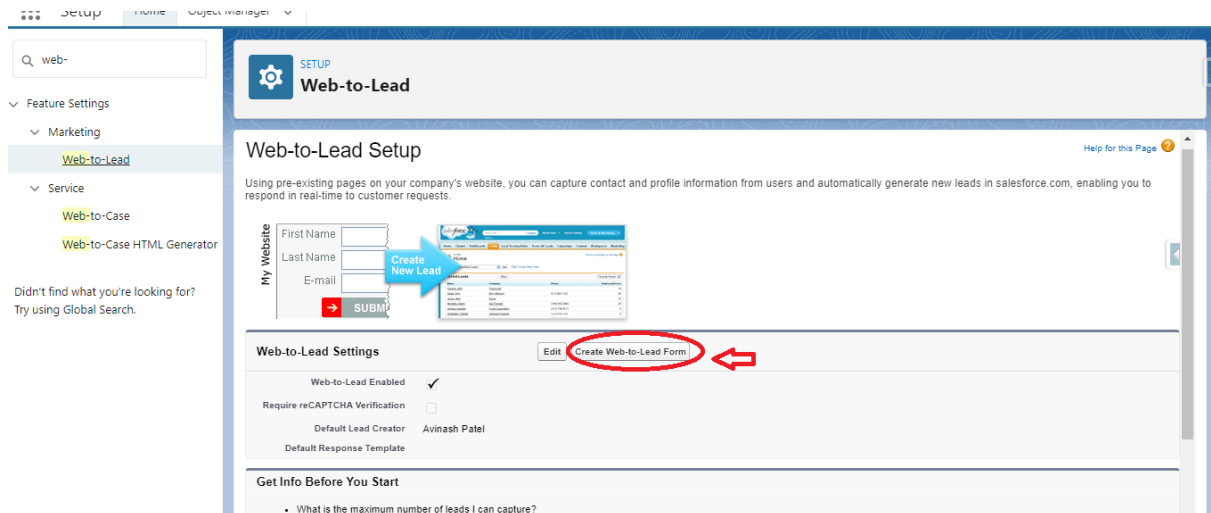 Setup Home Object Manager
web-
Feature Settings
Marketing
Web-to-Lead
Service
Web-to-Case
Web-to-Case HTML Generator
Didn't find what you're looking for?
Try using Global Search.
SETUP
Web-to-Lead
Web-to-Lead Setup
Help for this Page
Using pre-existing pages on your company's website, you can capture contact and profile information from users and automatically generate new leads in salesforce.com, enabling you to
respond in real-time to customer requests.
My Website
First Name
Last Name
E-mail
SUBM
Create
New Lead
Web-to-Lead Settings
Edit Create Web-to-Lead Form
Web-to-Lead Enabled
Require reCAPTCHA Verification
Default Lead Creator Avinash Patel
Default Response Template
Get Info Before You Start
• What is the maximum number of leads I can capture?